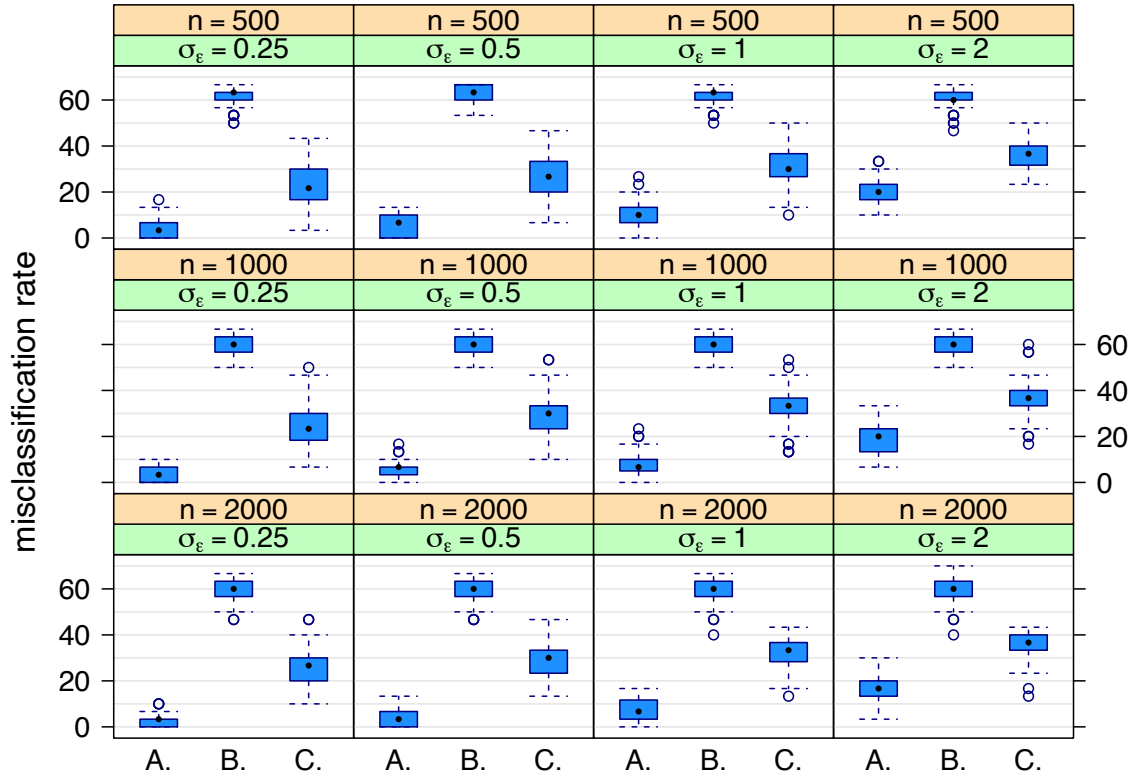 n = 500 n = 500 n = 500 n = 500
σε = 0.25 σε = 0.5 σε = 1 σε = 2
60
40
20
0
n = 1000 n = 1000 n = 1000 n = 1000
σε = 0.25 σε = 0.5 σε = 1 σε = 2
60
40
20
0
misclassification rate
n = 2000 n = 2000 n = 2000 n = 2000
σε = 0.25 σε = 0.5 σε = 1 σε = 2
60
40
20
0
A. B. C. A. B. C. A. B. C. A. B. C.